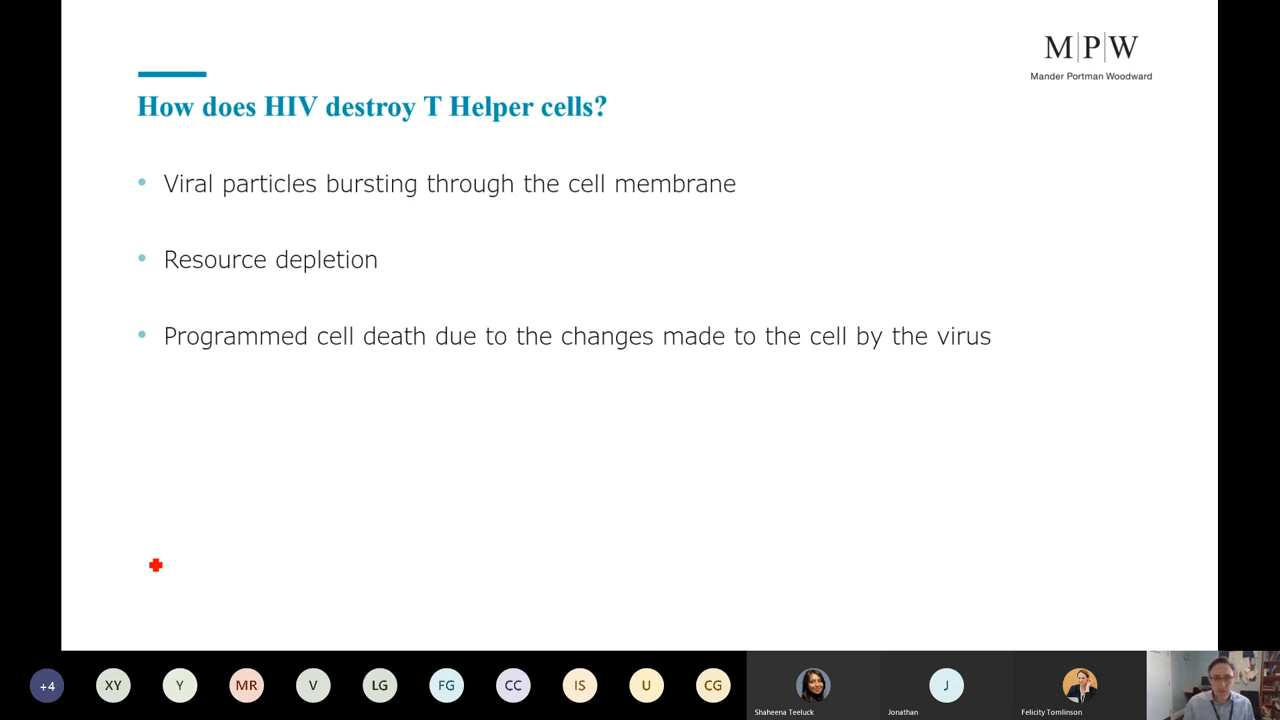 M|P|W
Mander Portman Woodward
How does HIV destroy T Helper cells?
• Viral particles bursting through the cell membrane
• Resource depletion
• Programmed cell death due to the changes made to the cell by the virus
+4
XY
Y
MR
V
LG
FG
CC
IS
U
CG
Shaheena Teeluck
J
Jonathan
Felicity Tomlinson